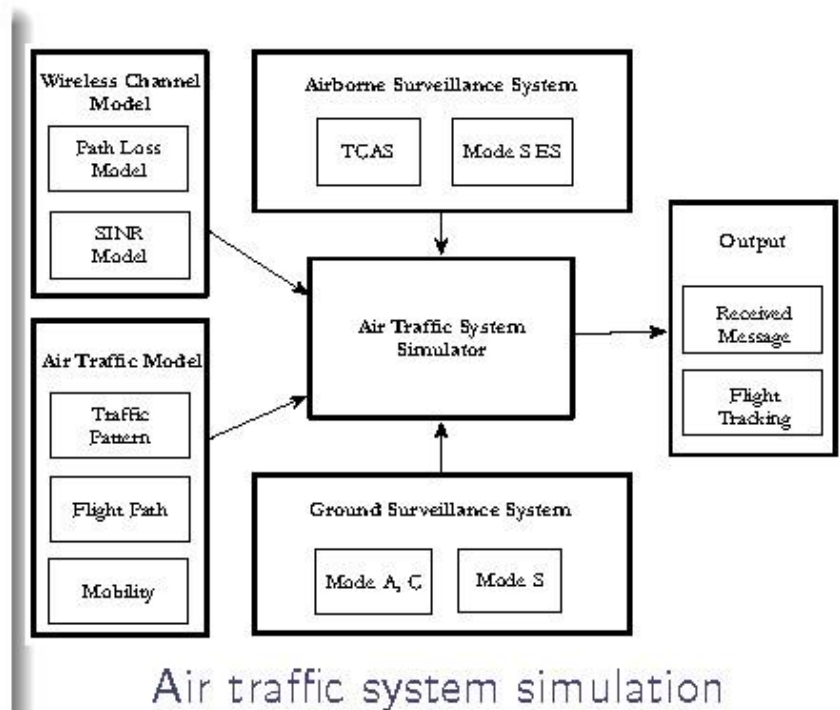 Wireless Channel
Model
Path Loss
Model
SINR
Model
Air Traffic Model
Traffic
Pattern
Flight Path
Mobility
Airborne Surveillance System
TCAS
Mode S ES
Air Traffic System
Simulator
Ground Surveillance System
Mode A, C
Mode S
Output
Received
Message
Flight
Tracking
Air traffic system simulation